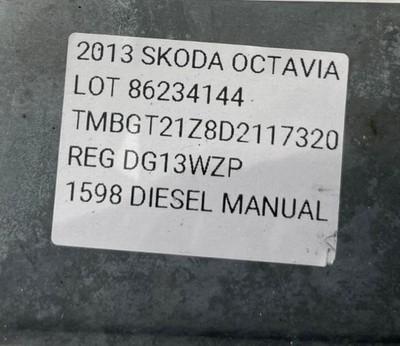 2013 SKODA OCTAVIA
LOT 86234144
TMBGT21Z8D2117320
REG DG13WZP
1598 DIESEL MANUAL